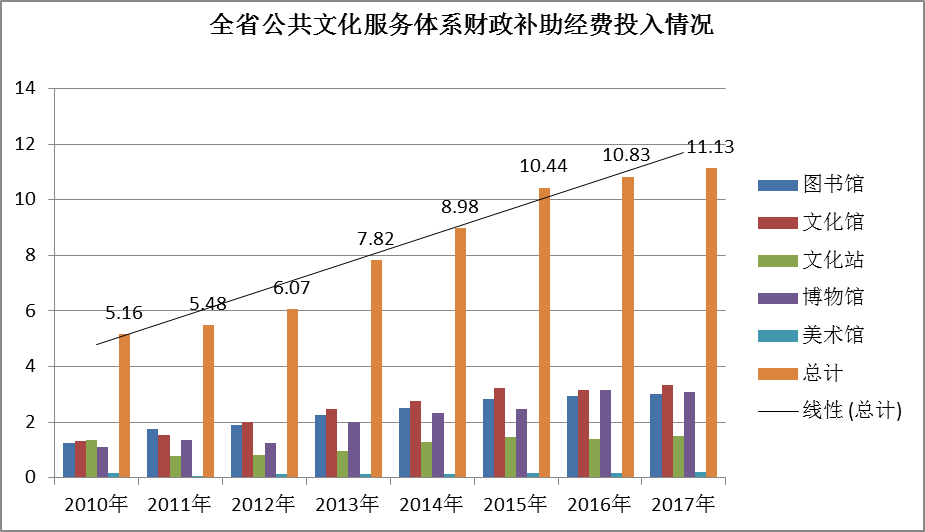 全省公共文化服务体系财政补助经费投入情况
14
12
10
8
6
4
2
0
5.16
5.48
6.07
7.82
8.98
10.44
10.83
11.13
2010年
2011年
2012年
2013年
2014年
2015年
2016年
2017年
图书馆
文化馆
文化站
博物馆
美术馆
总计
线性 (总计)